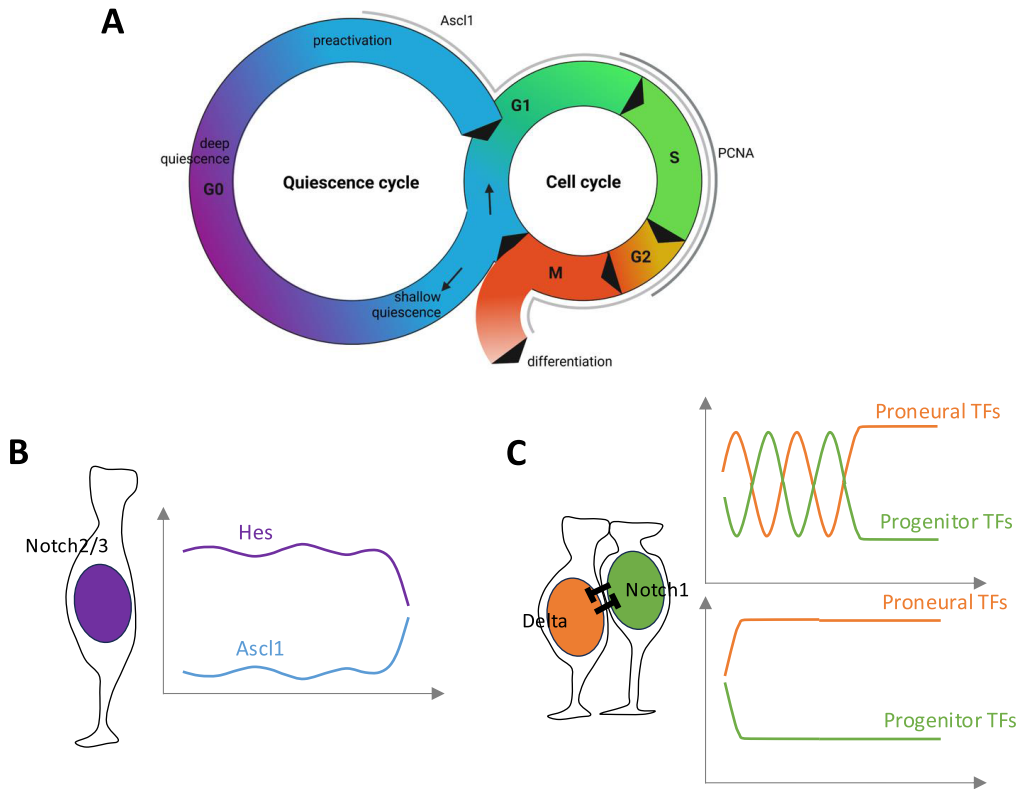 A
Ascl1
preactivation
G1
deep
quiescence
G0
Quiescence cycle
Cell cycle
S
PCNA
G2
M
shallow
quiescence
differentiation
B
Notch2/3
Hes
Ascl1
C
Proneural TFs
Progenitor TFs
Notch1
Delta
Proneural TFs
Progenitor TFs